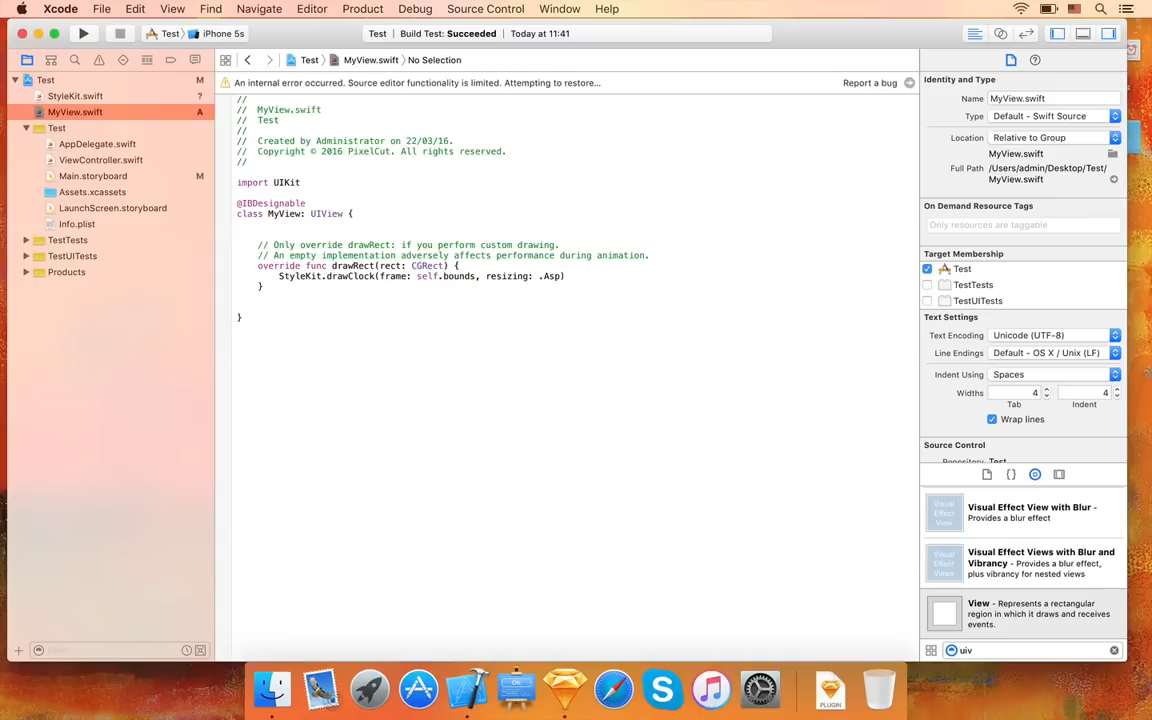 Xcode File Edit View Find Navigate Editor Product Debug Source Control Window Help
Test iPhone 5s
Test Build Test: Succeeded Today at 11:41
Test MyView.swift No Selection
An internal error occurred. Source editor functionality is limited. Attempting to restore...
Report a bug
Test M
StyleKit.swift ?
MyView.swift A
Test
AppDelegate.swift
ViewController.swift
Main.storyboard M
Assets.xcassets
LaunchScreen.storyboard
Info.plist
TestTests
TestUITests
Products
Filter
//
// MyView.swift
// Test
//
// Created by Administrator on 22/03/16.
// Copyright © 2016 PixelCut. All rights reserved.
//
import UIKit
@IBDesignable
class MyView: UIView {
// Only override drawRect: if you perform custom drawing.
// An empty implementation adversely affects performance during animation.
override func drawRect(rect: CGRect) {
StyleKit.drawClock(frame: self.bounds, resizing: .Asp)
}
}
Identity and Type
Name MyView.swift
Type Default - Swift Source
Location Relative to Group
MyView.swift
Full Path /Users/admin/Desktop/Test/
MyView.swift
On Demand Resource Tags
Only resources are taggable
Target Membership
Test
TestTests
TestUITests
Text Settings
Text Encoding Unicode (UTF-8)
Line Endings Default - OS X / Unix (LF)
Indent Using Spaces
Widths 4 4
Tab Indent
Wrap lines
Source Control
Repository Test
Visual Effect View
Visual Effect View with Blur -
Provides a blur effect
Visual Effect Views
Visual Effect Views with Blur and
Vibrancy - Provides a blur effect,
plus vibrancy for nested views
View - Represents a rectangular
region in which it draws and receives
events.
uiv
PLUGIN